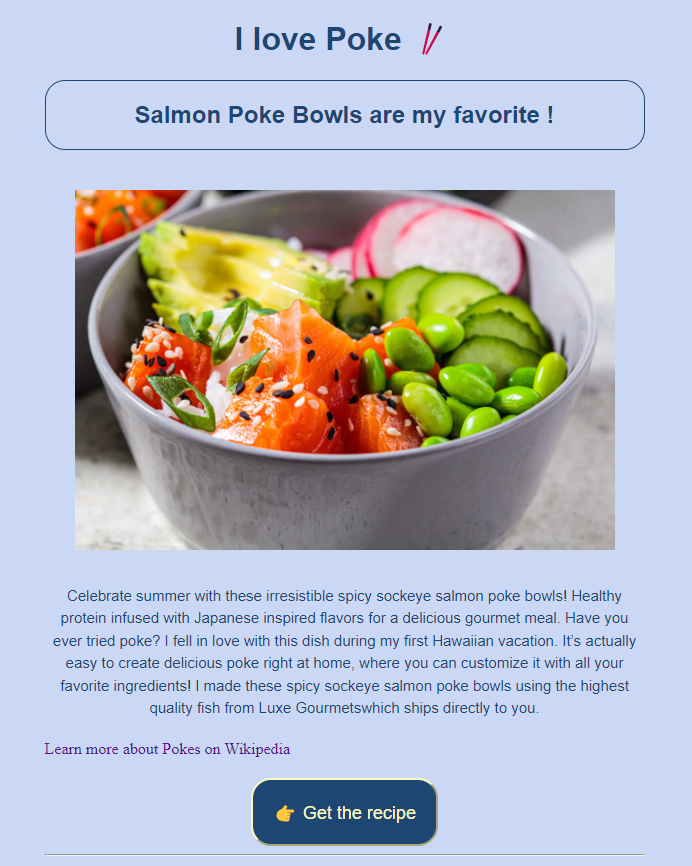 I love Poke 🥢
Salmon Poke Bowls are my favorite !
Celebrate summer with these irresistible spicy sockeye salmon poke bowls! Healthy
protein infused with Japanese inspired flavors for a delicious gourmet meal. Have you
ever tried poke? I fell in love with this dish during my first Hawaiian vacation. It’s actually
easy to create delicious poke right at home, where you can customize it with all your
favorite ingredients! I made these spicy sockeye salmon poke bowls using the highest
quality fish from Luxe Gourmetswhich ships directly to you.
Learn more about Pokes on Wikipedia
👉 Get the recipe